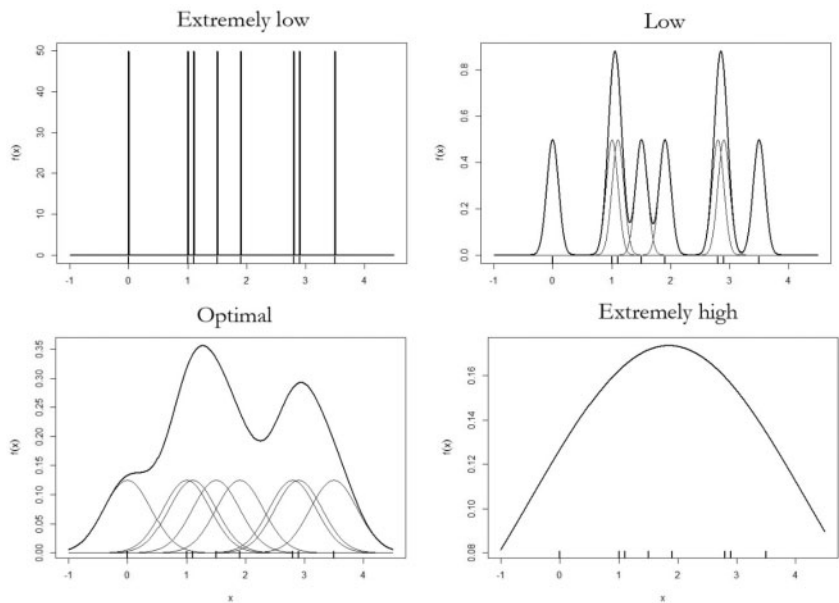 Extremely low
50
40
30
20
10
0
f(x)
-1 0 1 2 3 4
Low
0.8
0.6
0.4
0.2
0.0
f(x)
-1 0 1 2 3 4
Optimal
0.35
0.30
0.25
0.20
0.15
0.10
0.05
0.00
f(x)
-1 0 1 2 3 4
x
Extremely high
0.16
0.14
0.12
0.10
0.08
f(x)
-1 0 1 2 3 4
x